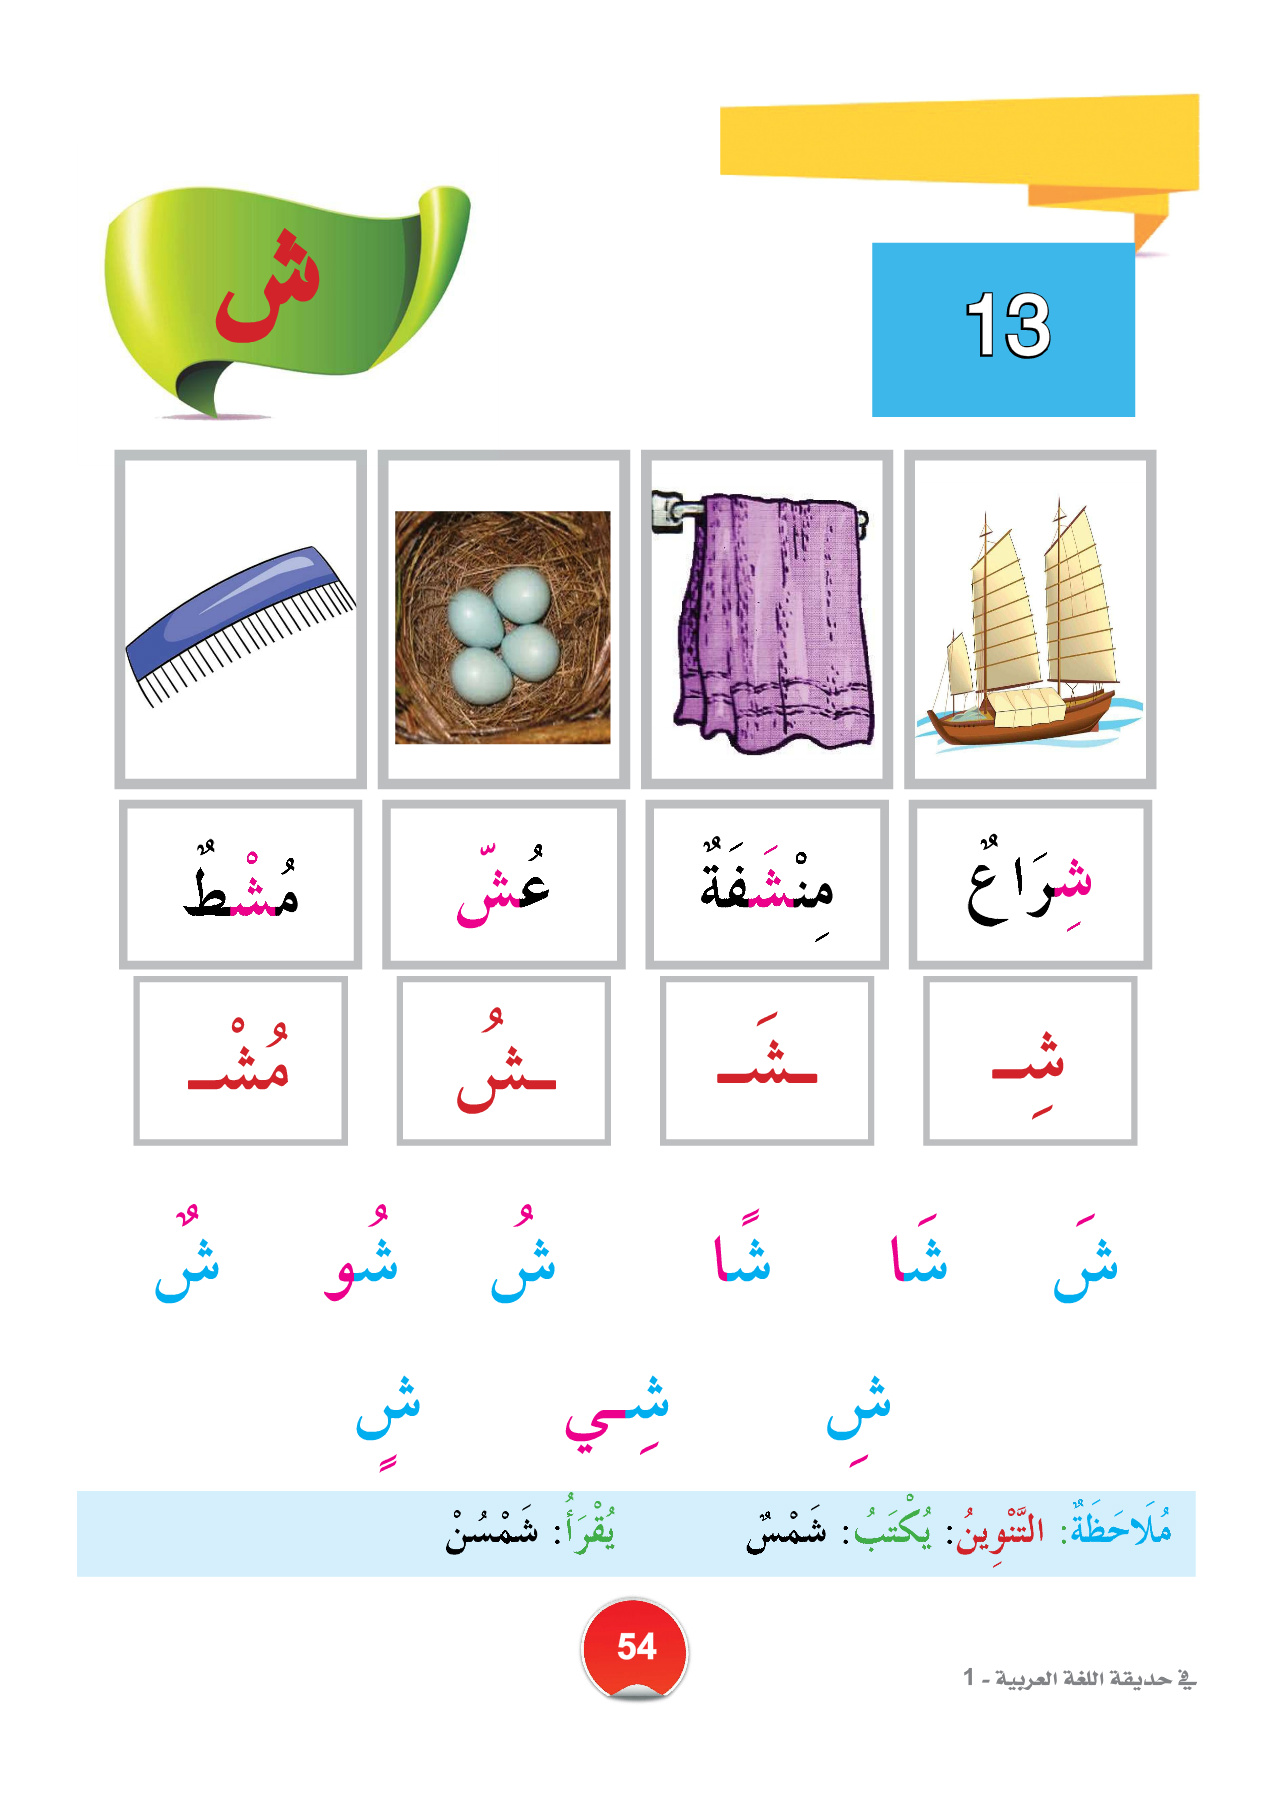 ش
13
شِرَاعٌ مِنْشَفَةٌ عُشّ مُشْطٌ
شِـ ـشَـ ـشُ مُشْـ
شَ شَا شًا شُ شُو شٌ
شِ شِـي شٍ
مُلَاحَظَةٌ: التَّنْوِينُ: يُكْتَبُ: شَمْسٌ يُقْرَأُ: شَمْسُنْ
54
في حديقة اللغة العربية - 1